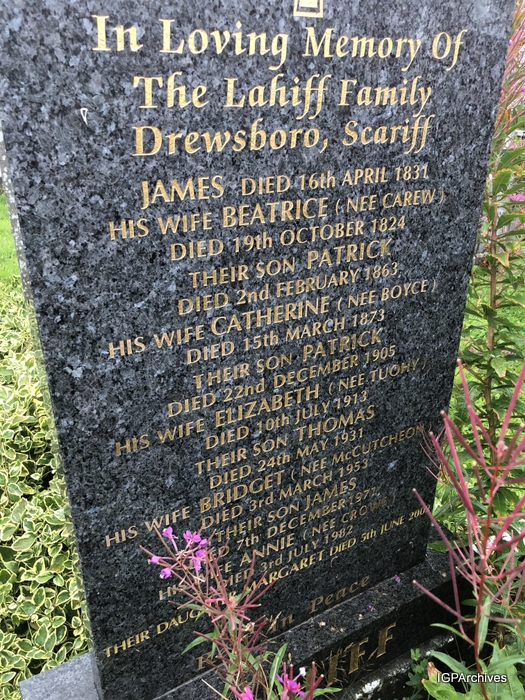 In Loving Memory Of
The Lahiff Family
Drewsboro, Scariff
JAMES DIED 16th APRIL 1831
HIS WIFE BEATRICE ( NEE CAREW )
DIED 19th OCTOBER 1824
THEIR SON PATRICK
DIED 2nd FEBRUARY 1863
HIS WIFE CATHERINE ( NEE BOYCE )
DIED 15th MARCH 1873
THEIR SON PATRICK
DIED 22nd DECEMBER 1905
HIS WIFE ELIZABETH ( NEE TUOHY )
DIED 10th JULY 1913
THEIR SON THOMAS
DIED 24th MAY 1931
HIS WIFE BRIDGET ( NEE McCUTCHEON
DIED 3rd MARCH 1953
THEIR SON JAMES
7th DECEMBER
ANNIE ( NEE
3rd JULY 1982
THEIR MARGARET DIED 5th JUNE
In Peace
IGPArchives